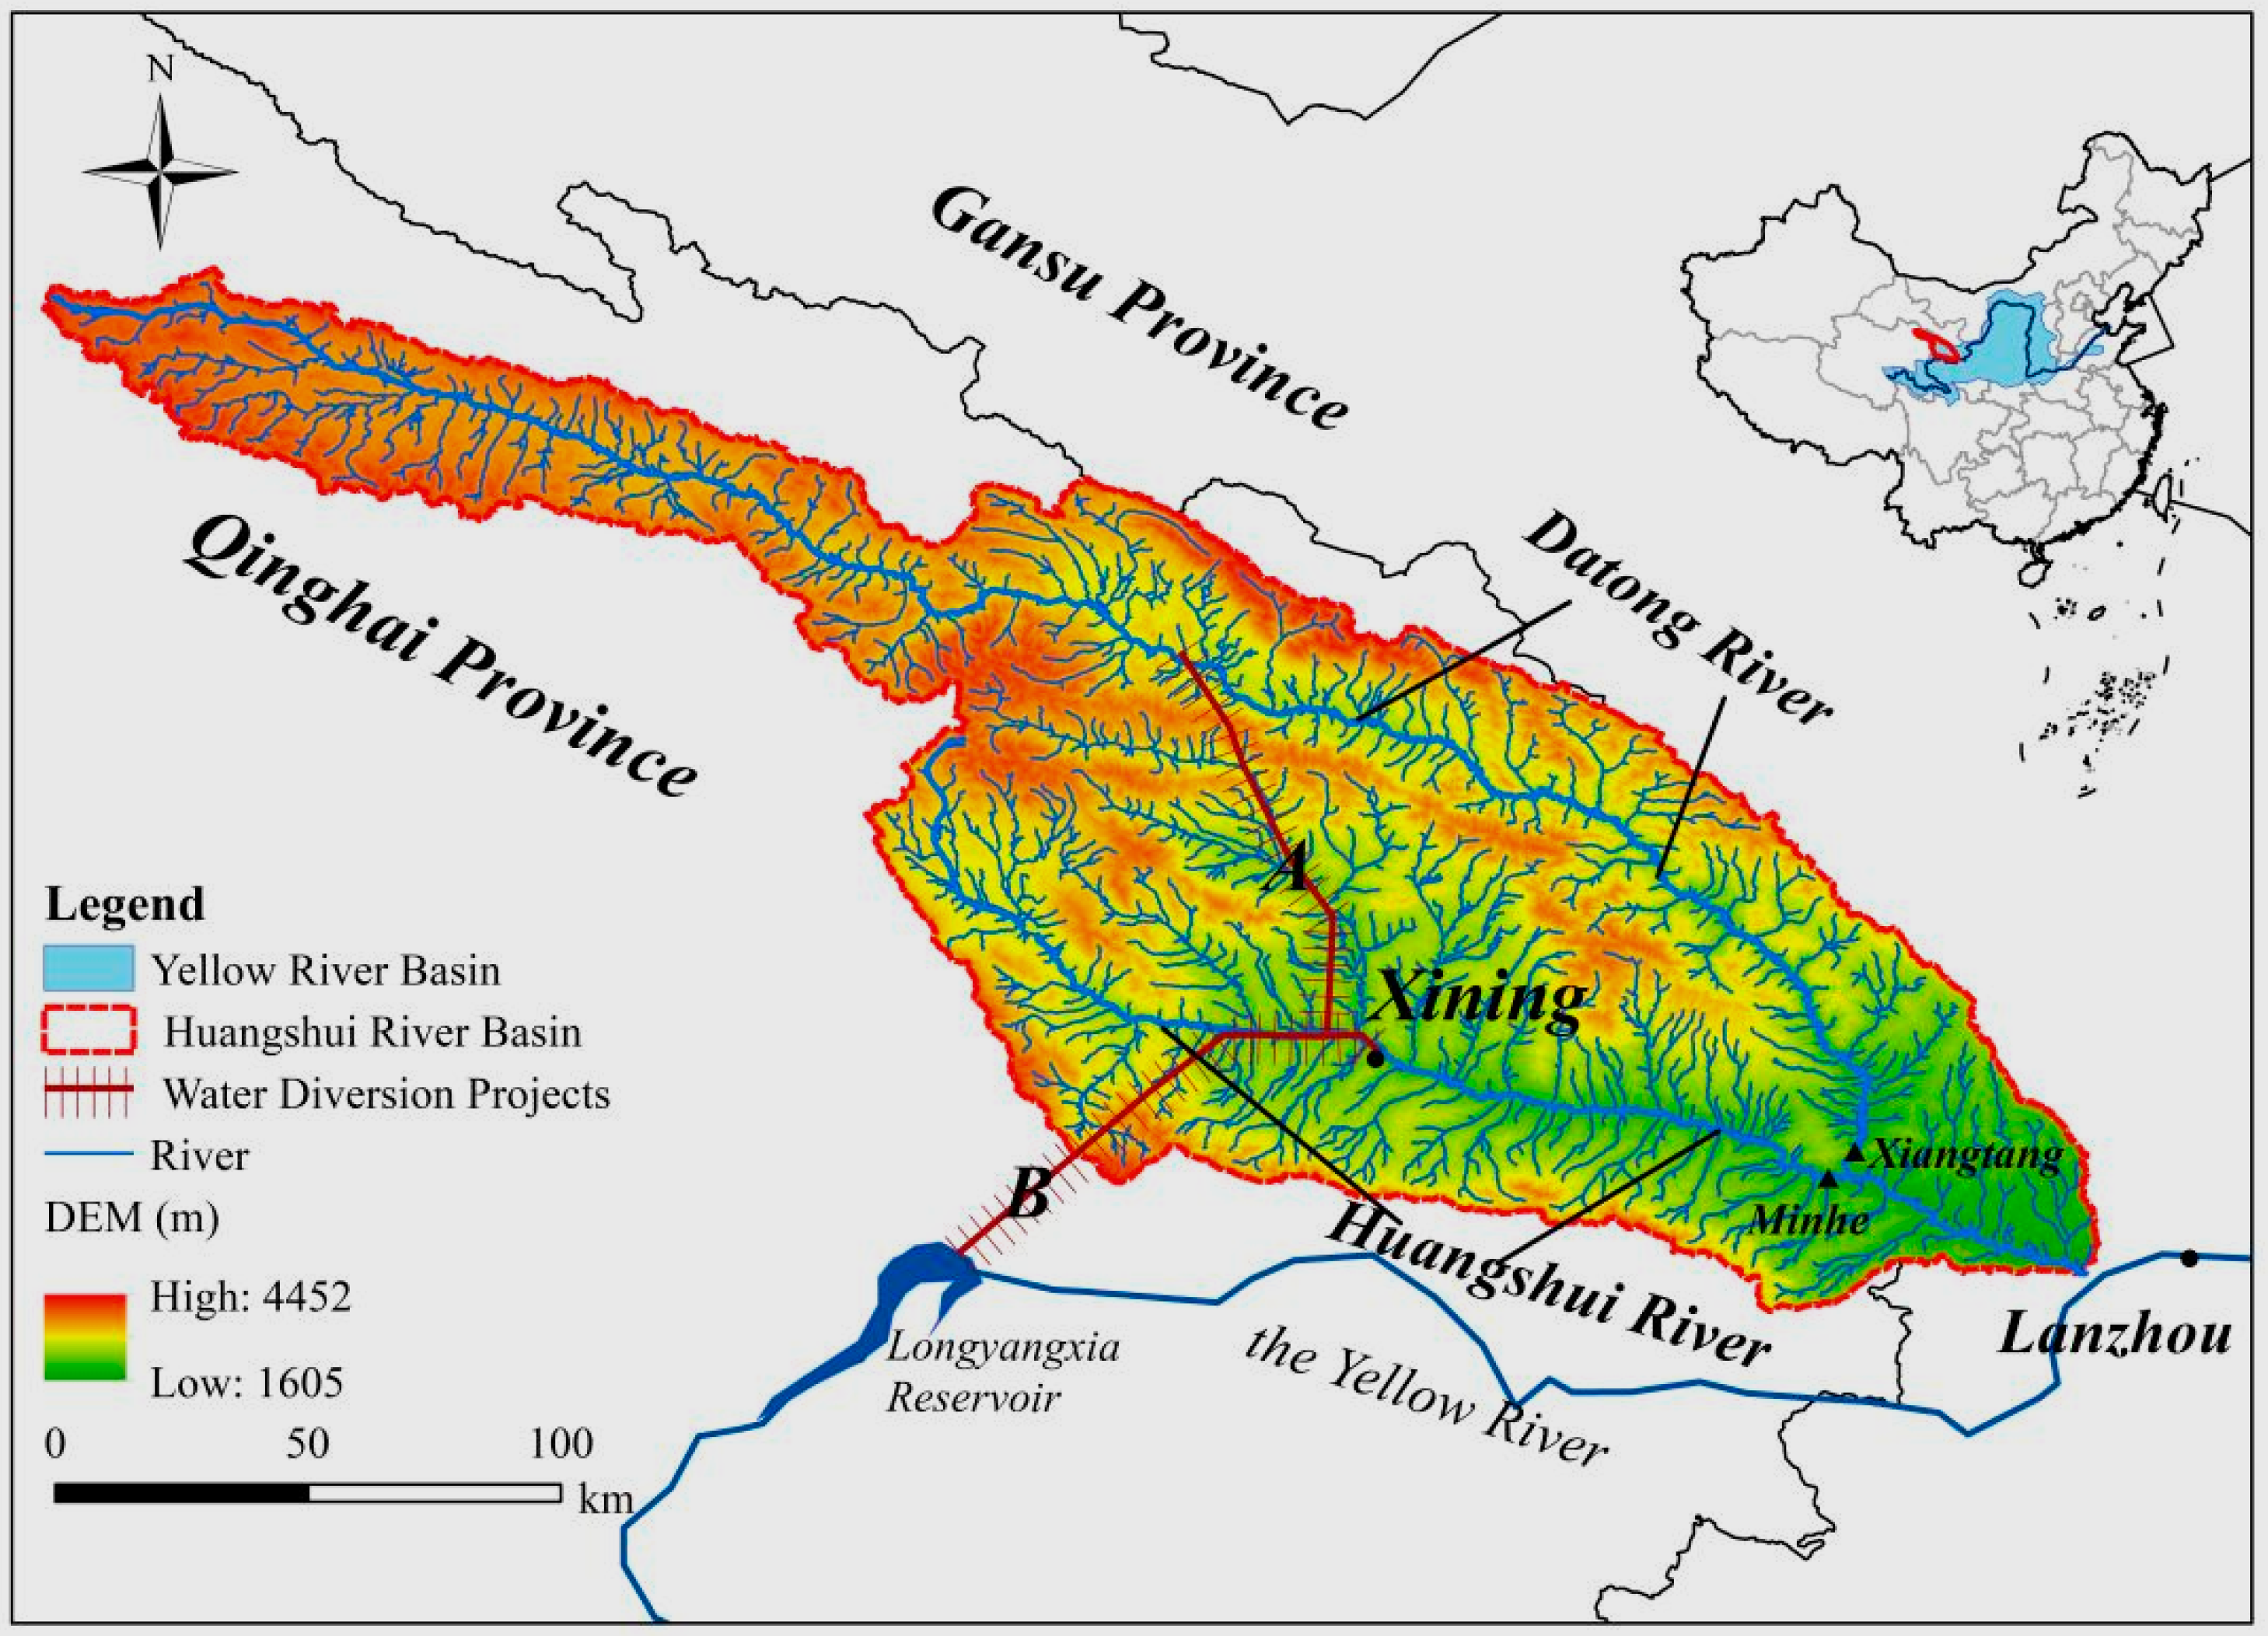 N
Gansu Province
Qinghai Province
Datong River
A
Xining
Legend
Yellow River Basin
Huangshui River Basin
Water Diversion Projects
River
DEM (m)
High: 4452
Low: 1605
0 50 100
km
B
Xiangtang
Minhe
Huangshui River
Longyangxia
Reservoir
the Yellow River
Lanzhou